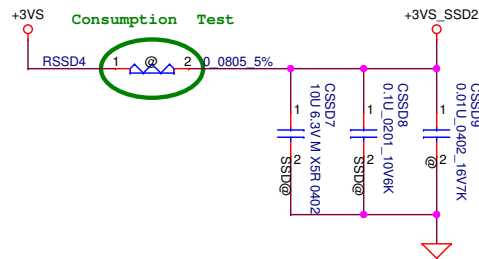 Consumption Test
+3VS
+3VS_SSD2
RSSD4
1
@
2
0_0805_5%
1
2
SSD@
CSSD7
10U 6.3V M X5R 0402
1
2
SSD@
CSSD8
0.1U_0201_10V6K
1
2
@
CSSD9
0.01U_0402_16V7K